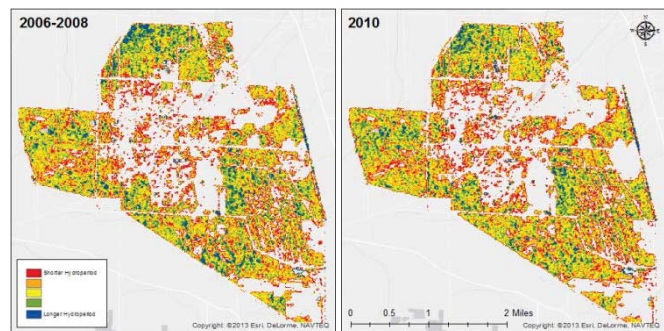 2006-2008
Shorter Hydroperiod
Longer Hydroperiod
Copyright: ©2013 Esri, DeLorme, NAVTEQ
2010
N
S
0 0.5 1 2 Miles
Copyright: ©2013 Esri, DeLorme, NAVTEQ